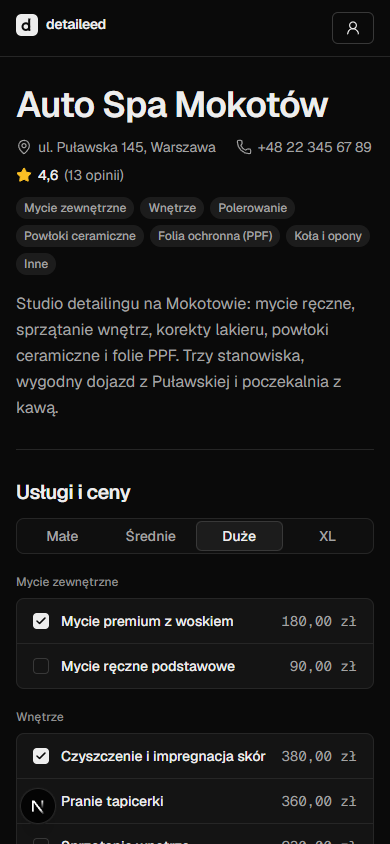 detaileed
Auto Spa Mokotów
ul. Puławska 145, Warszawa +48 22 345 67 89
4,6 (13 opinii)
Mycie zewnętrzne Wnętrze Polerowanie
Powłoki ceramiczne Folia ochronna (PPF) Koła i opony
Inne
Studio detailingu na Mokotowie: mycie ręczne,
sprzątanie wnętrz, korekty lakieru, powłoki
ceramiczne i folie PPF. Trzy stanowiska,
wygodny dojazd z Puławskiej i poczekalnia z
kawą.
Usługi i ceny
Małe Średnie Duże XL
Mycie zewnętrzne
Mycie premium z woskiem 180,00 zł
Mycie ręczne podstawowe 90,00 zł
Wnętrze
Czyszczenie i impregnacja skór 380,00 zł
Pranie tapicerki 360,00 zł